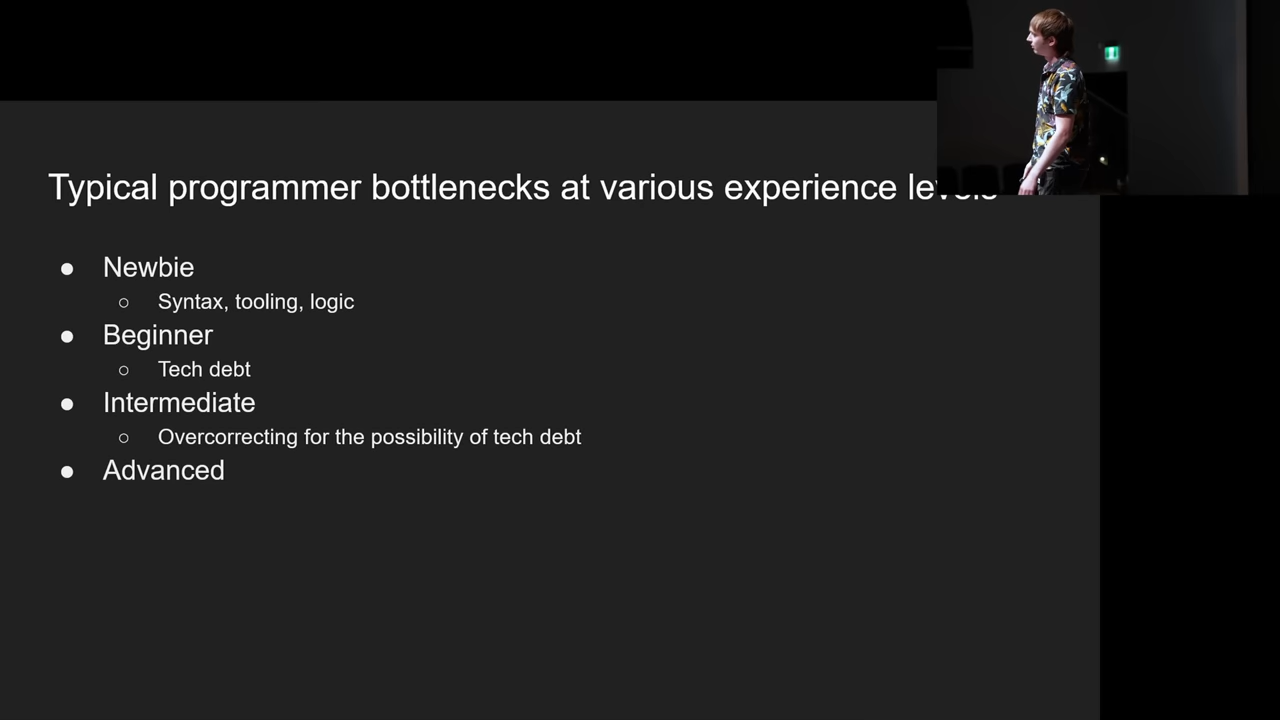 Typical programmer bottlenecks at various experience levels
Newbie
Syntax, tooling, logic
Beginner
Tech debt
Intermediate
Overcorrecting for the possibility of tech debt
Advanced